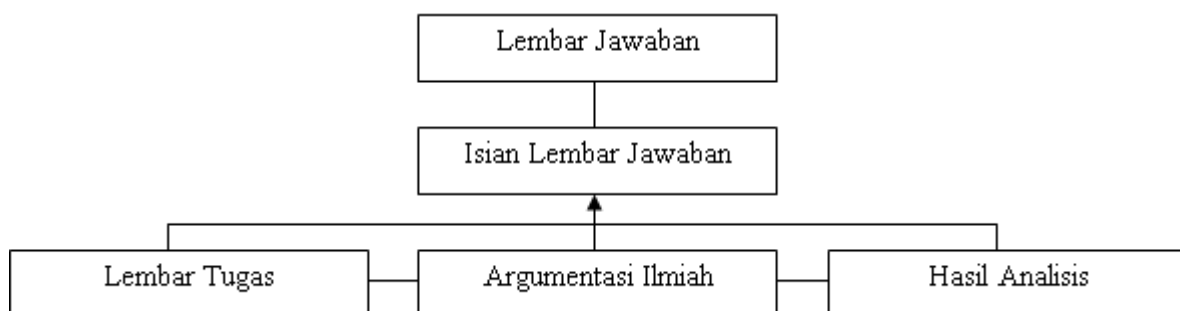 Lembar Jawaban
Isian Lembar Jawaban
Lembar Tugas
Argumentasi Ilmiah
Hasil Analisis